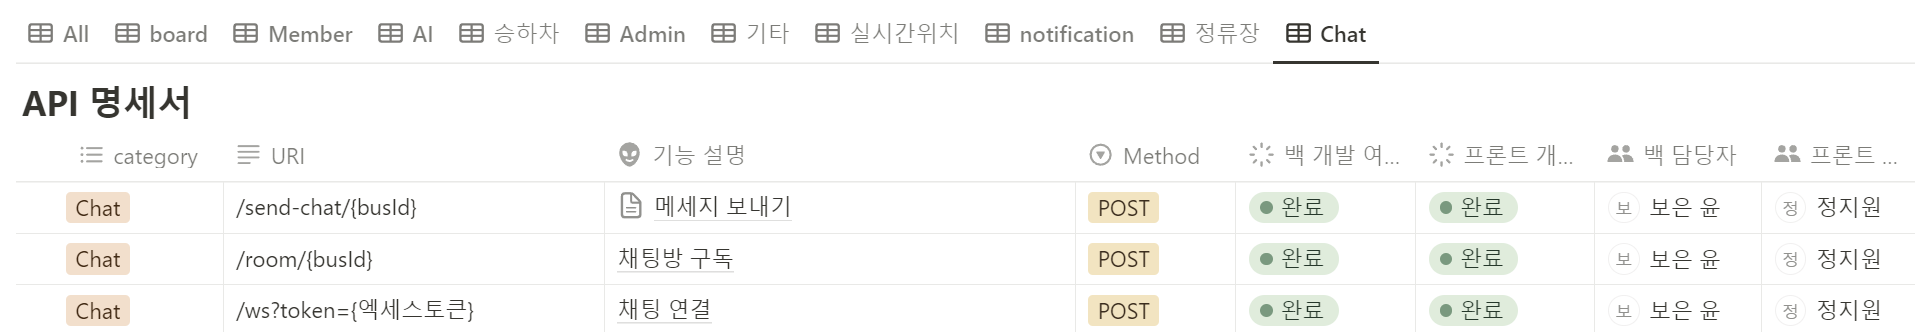 All board Member AI 승하차 Admin 기타 실시간위치 notification 정류장 Chat
API 명세서
category URI 기능 설명 Method 백 개발 여... 프론트 개... 백 담당자 프론트 ...
Chat /send-chat/{busId} 메세지 보내기 POST 완료 완료 보 보은 윤 정 정지원
Chat /room/{busId} 채팅방 구독 POST 완료 완료 보 보은 윤 정 정지원
Chat /ws?token={엑세스토큰} 채팅 연결 POST 완료 완료 보 보은 윤 정 정지원